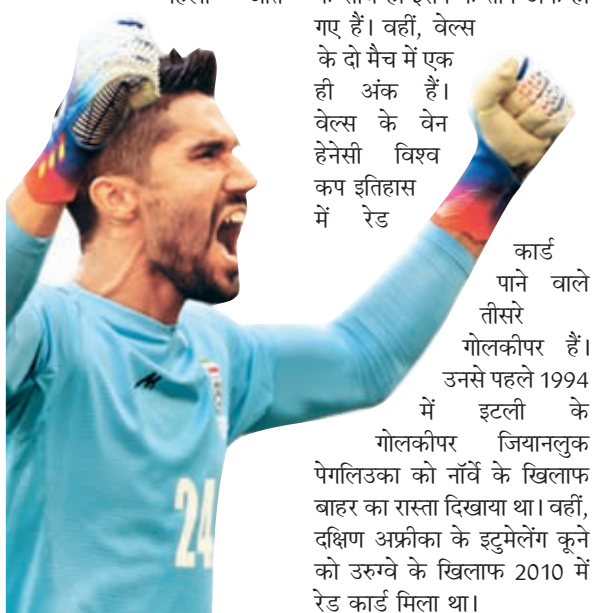 गए हैं। वहीं, वेल्स
के दो मैच में एक
ही अंक हैं।
वेल्स के वेन
हेनेसी विश्व
कप इतिहास
में रेड
कार्ड
पाने वाले
तीसरे
गोलकीपर हैं।
उनसे पहले 1994
में इटली के
गोलकीपर जियानलुक
पेगलिउका को नॉर्वे के खिलाफ
बाहर का रास्ता दिखाया था। वहीं,
दक्षिण अफ्रीका के इटुमेलेंग कूने
को उरुग्वे के खिलाफ 2010 में
रेड कार्ड मिला था।
24